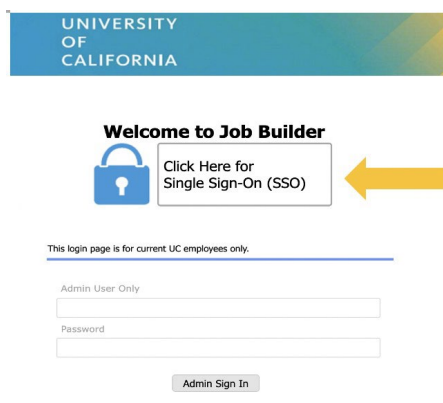 UNIVERSITY
OF
CALIFORNIA
Welcome to Job Builder
Click Here for
Single Sign-On (SSO)
This login page is for current UC employees only.
Admin User Only
Password
Admin Sign In